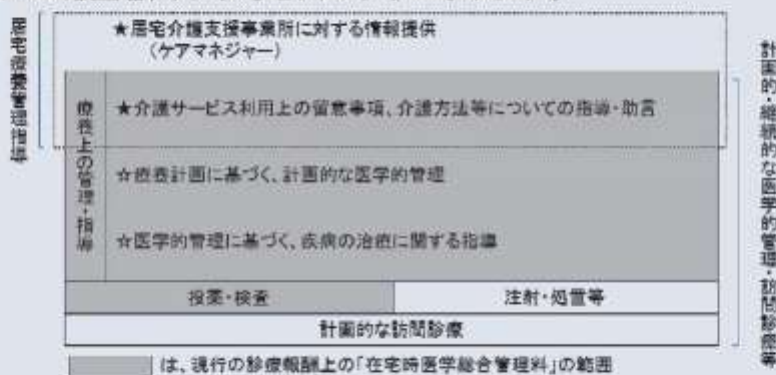 居宅療養管理指導
★居宅介護支援事業所に対する情報提供
（ケアマネジャー）
療養上の管理・指導
★介護サービス利用上の留意事項、介護方法等についての指導・助言
☆療養計画に基づく、計画的な医学的管理
☆医学的管理に基づく、疾病の治療に関する指導
投薬・検査
注射・処置等
計画的な訪問診療
は、現行の診療報酬上の「在宅時医学総合管理料」の範囲
計画的・継続的な医学的管理・訪問診療等